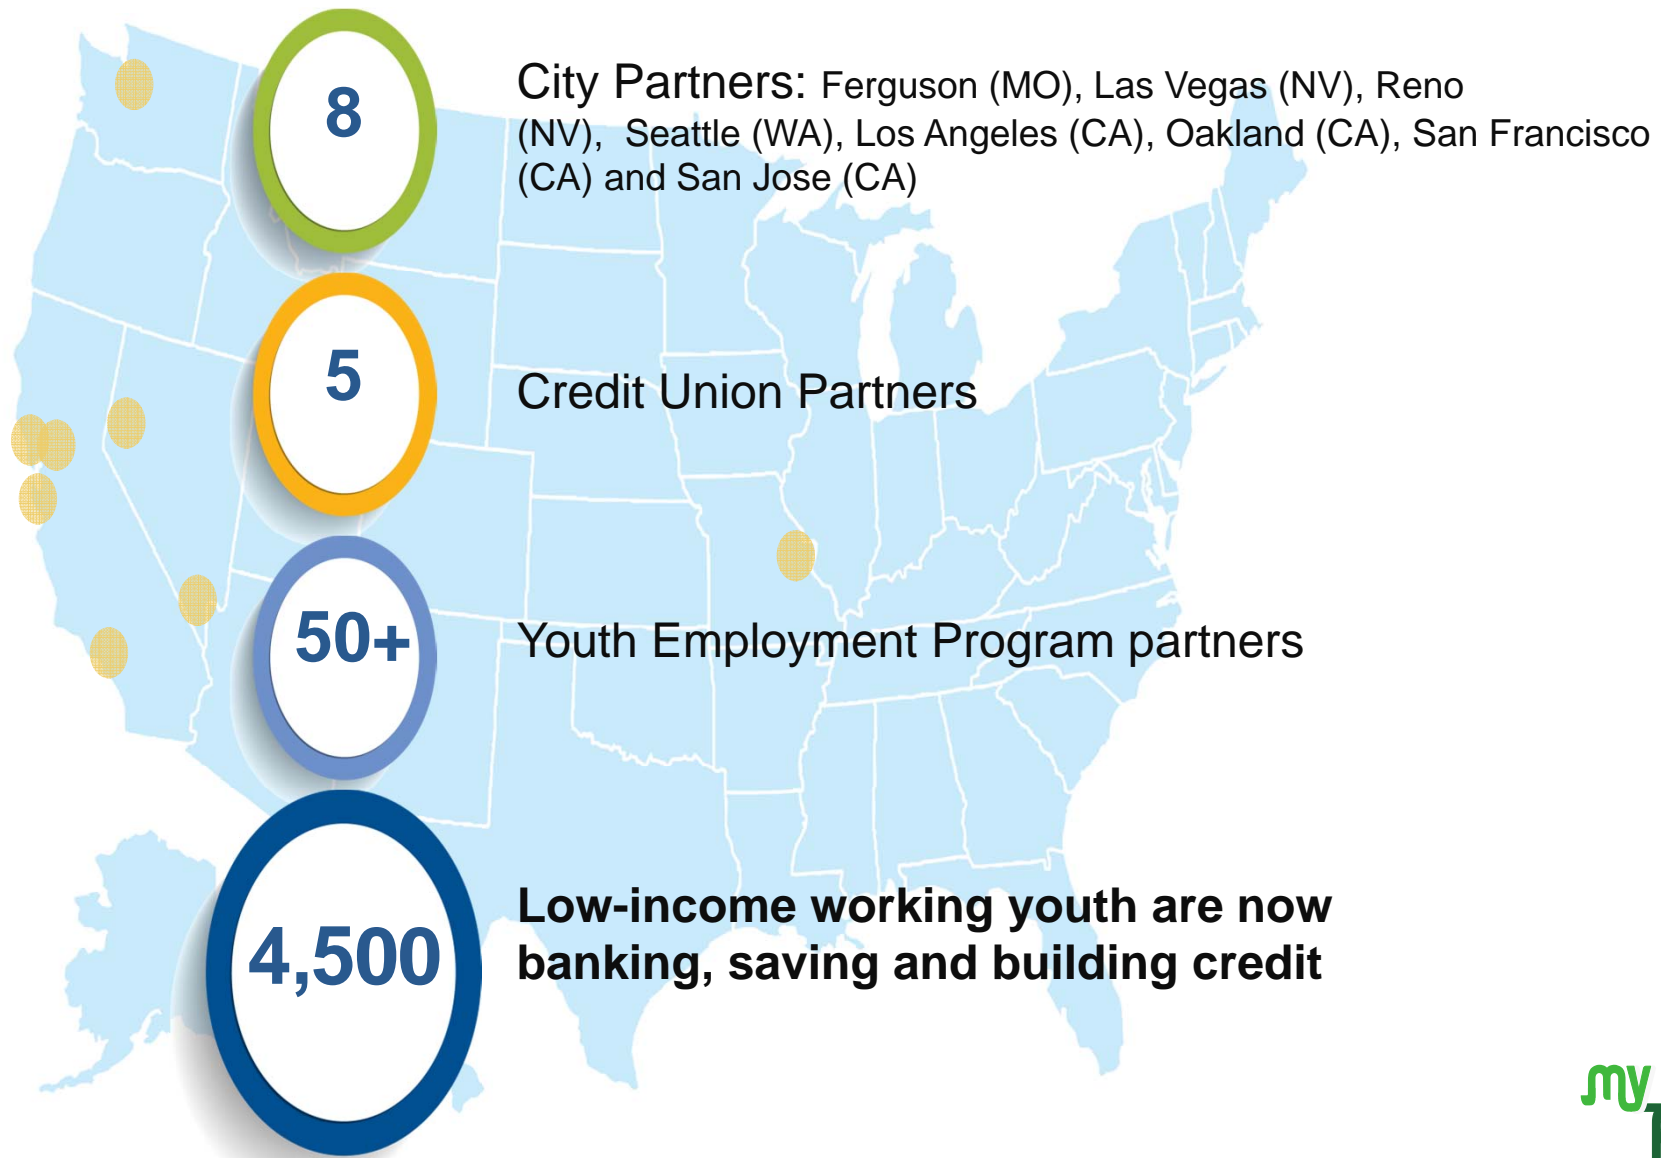 8
City Partners: Ferguson (MO), Las Vegas (NV), Reno
(NV),  Seattle (WA), Los Angeles (CA), Oakland (CA), San Francisco
(CA) and San Jose (CA)
5
Credit Union Partners
50+
Youth Employment Program partners
4,500
Low-income working youth are now
banking, saving and building credit
my